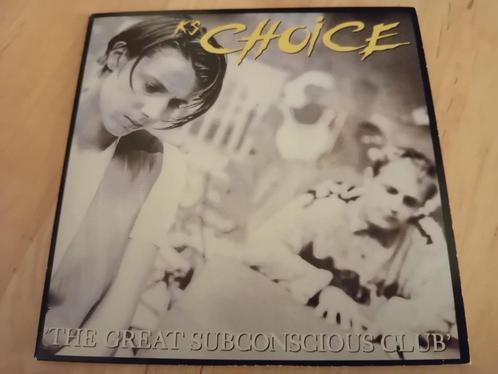 K's CHOICE
'THE GREAT SUBCONSCIOUS CLUB'